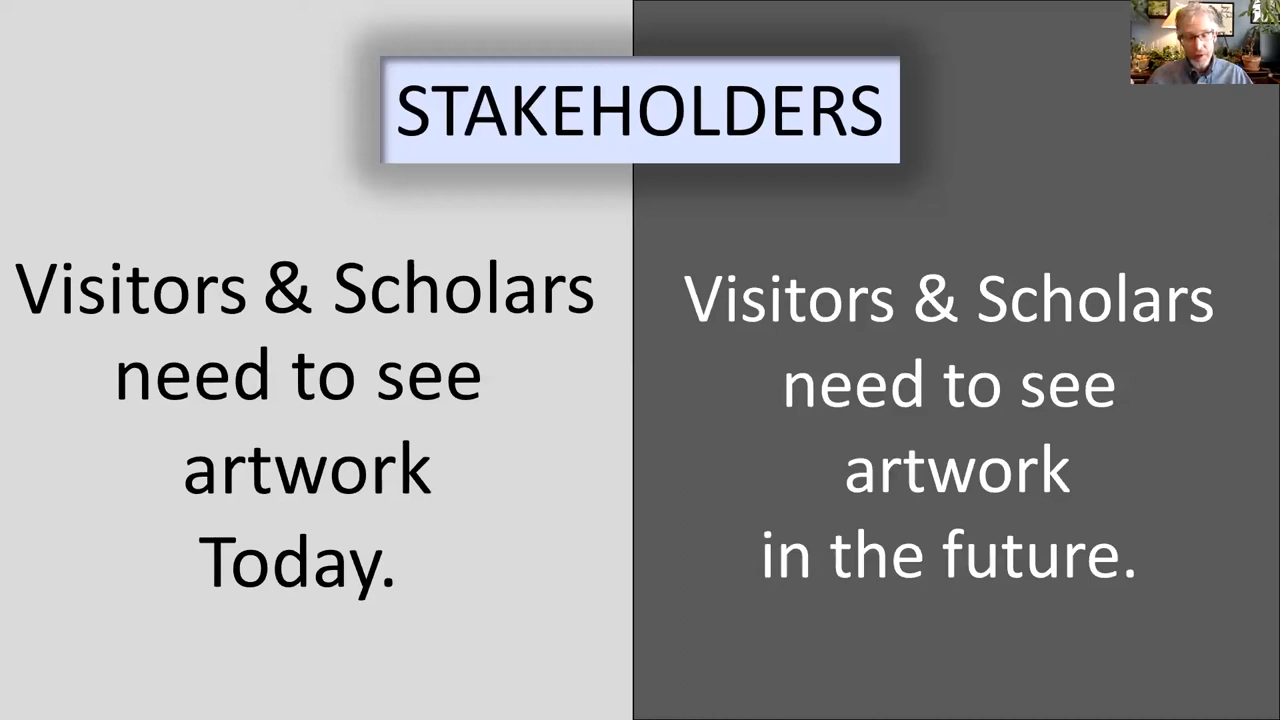 STAKEHOLDERS
Visitors & Scholars
need to see
artwork
Today.
Visitors & Scholars
need to see
artwork
in the future.